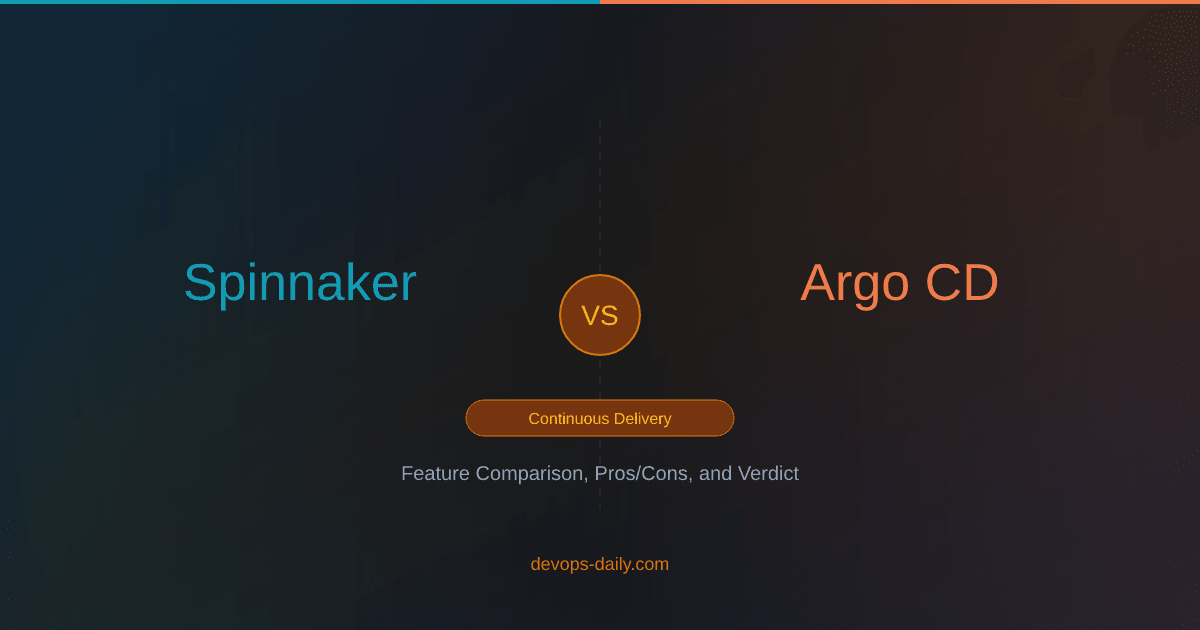 Spinnaker
VS
Argo CD
Continuous Delivery
Feature Comparison, Pros/Cons, and Verdict
devops-daily.com